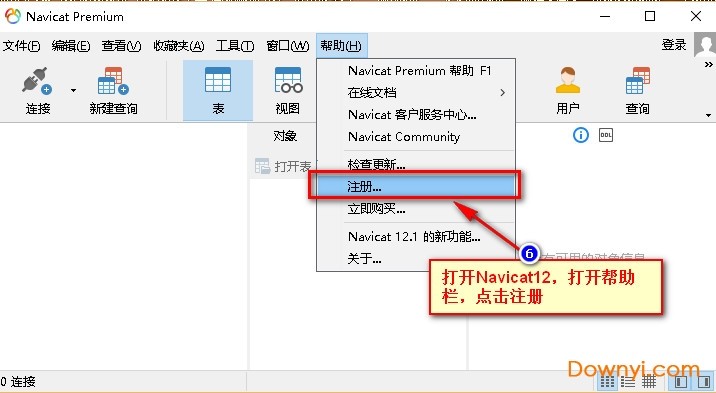 Navicat Premium
文件(F) 编辑(E) 查看(V) 收藏夹(A) 工具(T) 窗口(W) 帮助(H) 登录
连接 新建查询 表 视图 用户 查询
Navicat Premium 帮助 F1
在线文档
Navicat 客户服务中心...
Navicat Community
检查更新...
注册...
立即购买...
Navicat 12.1 的新功能...
关于...
对象
DDL
打开表
6
有可用的对象信息
打开Navicat12，打开帮助
栏，点击注册
Downyi.com
0 连接